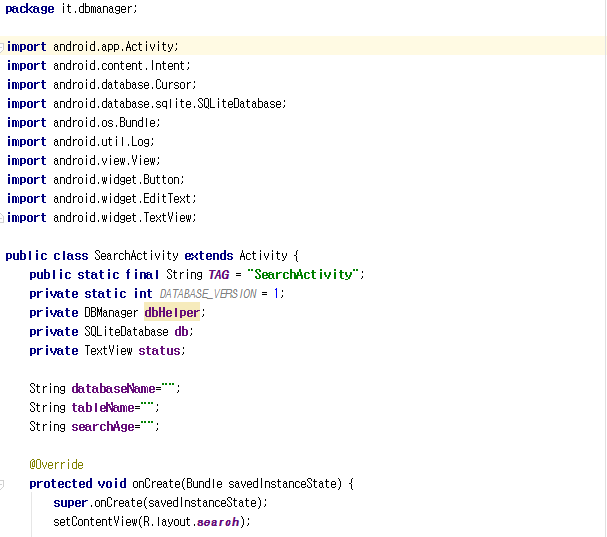 package it.dbmanager;
import android.app.Activity;
import android.content.Intent;
import android.database.Cursor;
import android.database.sqlite.SQLiteDatabase;
import android.os.Bundle;
import android.util.Log;
import android.view.View;
import android.widget.Button;
import android.widget.EditText;
import android.widget.TextView;
public class SearchActivity extends Activity {
public static final String TAG = "SearchActivity";
private static int DATABASE_VERSION = 1;
private DBManager dbHelper;
private SQLiteDatabase db;
private TextView status;
String databaseName="";
String tableName="";
String searchAge="";
@Override
protected void onCreate(Bundle savedInstanceState) {
super.onCreate(savedInstanceState);
setContentView(R.layout.search);